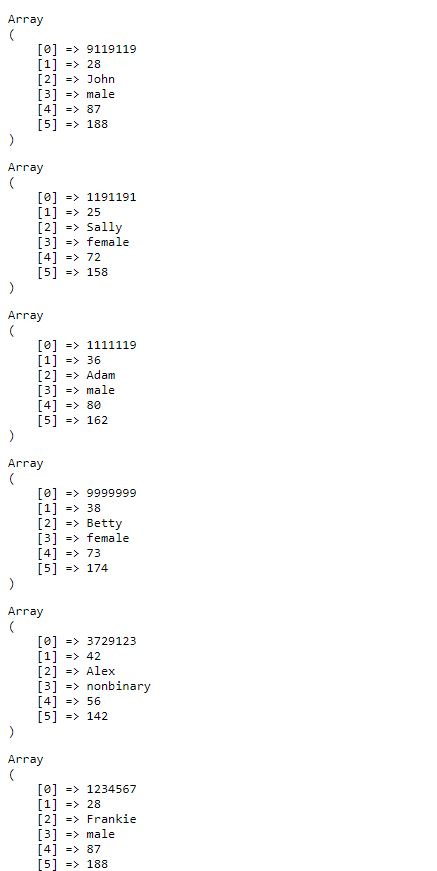 Array
(
    [0] => 9119119
    [1] => 28
    [2] => John
    [3] => male
    [4] => 87
    [5] => 188
)
Array
(
    [0] => 1191191
    [1] => 25
    [2] => Sally
    [3] => female
    [4] => 72
    [5] => 158
)
Array
(
    [0] => 1111119
    [1] => 36
    [2] => Adam
    [3] => male
    [4] => 80
    [5] => 162
)
Array
(
    [0] => 9999999
    [1] => 38
    [2] => Betty
    [3] => female
    [4] => 73
    [5] => 174
)
Array
(
    [0] => 3729123
    [1] => 42
    [2] => Alex
    [3] => nonbinary
    [4] => 56
    [5] => 142
)
Array
(
    [0] => 1234567
    [1] => 28
    [2] => Frankie
    [3] => male
    [4] => 87
    [5] => 188